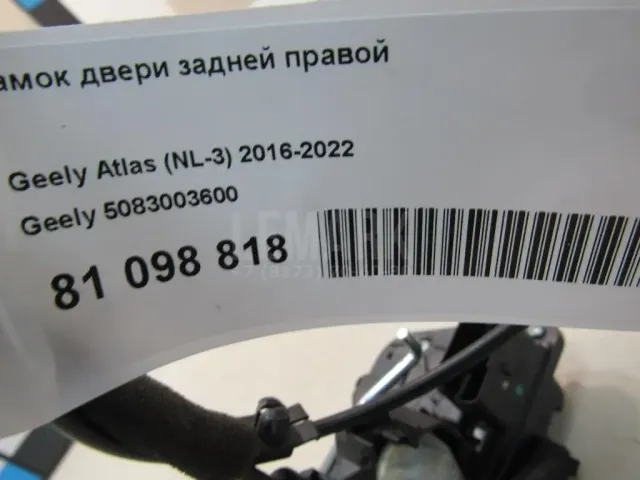 амок двери задней правой
Geely Atlas (NL-3) 2016-2022
Geely 5083003600
81 098 818